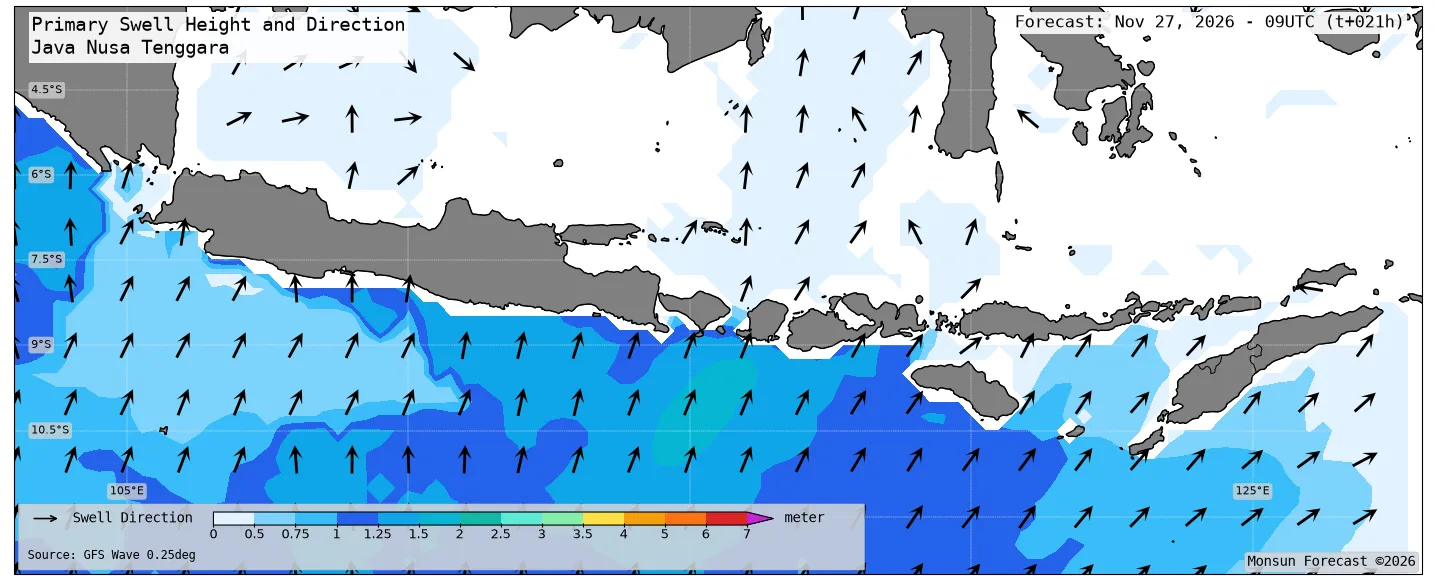 Primary Swell Height and Direction
Java Nusa Tenggara
Forecast: Nov 27, 2026 - 09UTC (t+021h)
4.5°S
6°S
7.5°S
9°S
10.5°S
105°E
125°E
Swell Direction
0 0.5 0.75 1 1.25 1.5 2 2.5 3 3.5 4 5 6 7
meter
Source: GFS Wave 0.25deg
Monsun Forecast ©2026